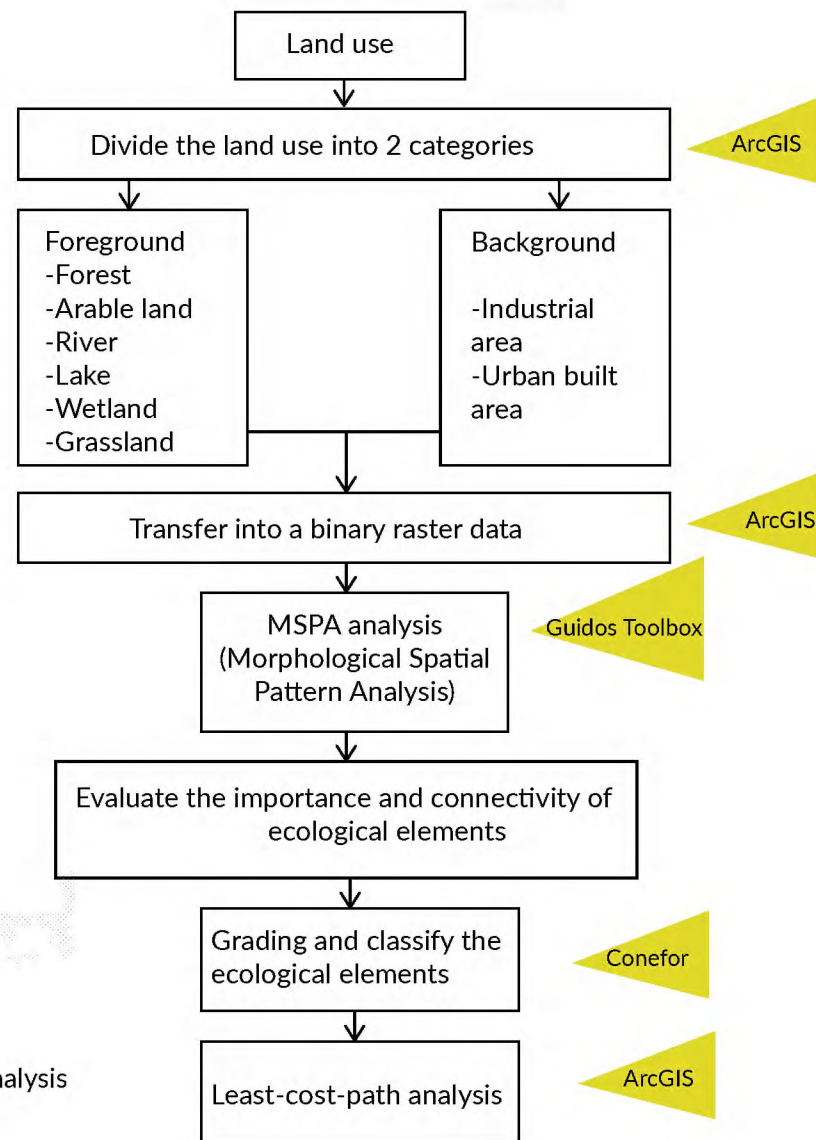 Land use
Divide the land use into 2 categories
ArcGIS
Foreground
-Forest
-Arable land
-River
-Lake
-Wetland
-Grassland
Background
-Industrial
area
-Urban built
area
Transfer into a binary raster data
ArcGIS
MSPA analysis
(Morphological Spatial
Pattern Analysis)
Guidos Toolbox
Evaluate the importance and connectivity of
ecological elements
Grading and classify the
ecological elements
Conefor
Least-cost-path analysis
ArcGIS